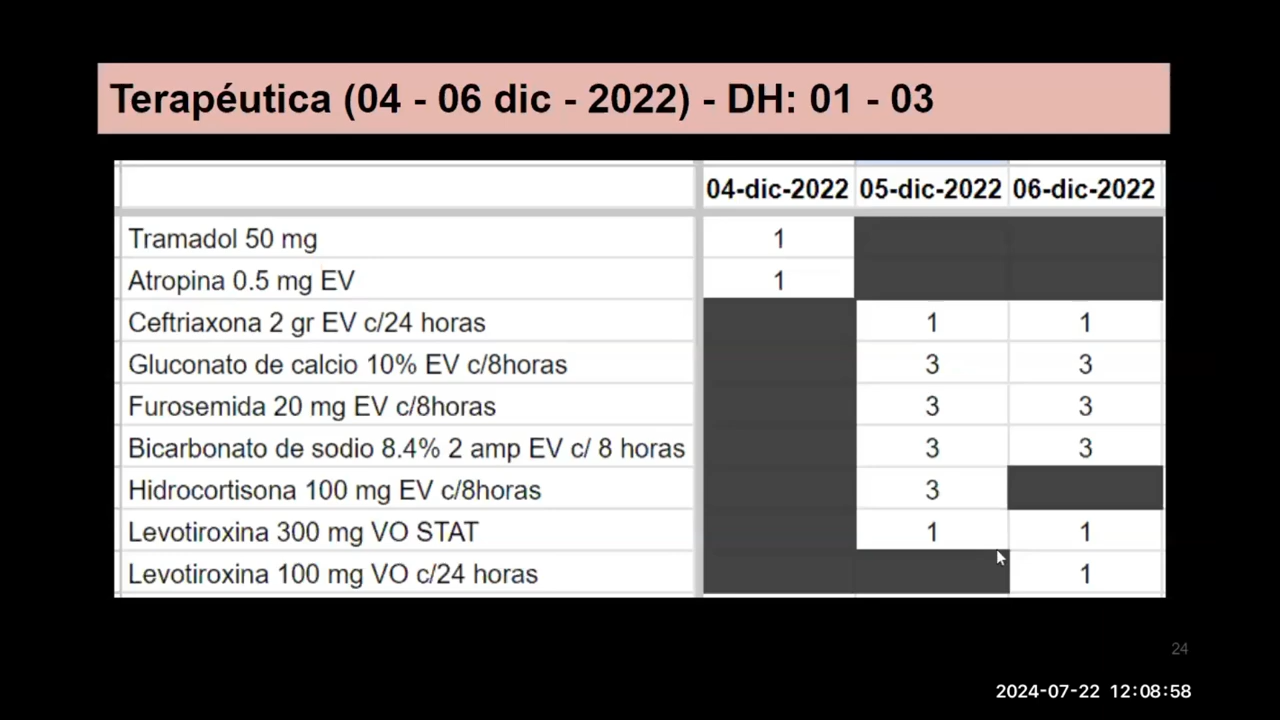 Terapéutica (04 - 06 dic - 2022) - DH: 01 - 03
04-dic-2022 05-dic-2022 06-dic-2022
Tramadol 50 mg 1
Atropina 0.5 mg EV 1
Ceftriaxona 2 gr EV c/24 horas 1 1
Gluconato de calcio 10% EV c/8horas 3 3
Furosemida 20 mg EV c/8horas 3 3
Bicarbonato de sodio 8.4% 2 amp EV c/ 8 horas 3 3
Hidrocortisona 100 mg EV c/8horas 3
Levotiroxina 300 mg VO STAT 1 1
Levotiroxina 100 mg VO c/24 horas 1
24
2024-07-22 12:08:58